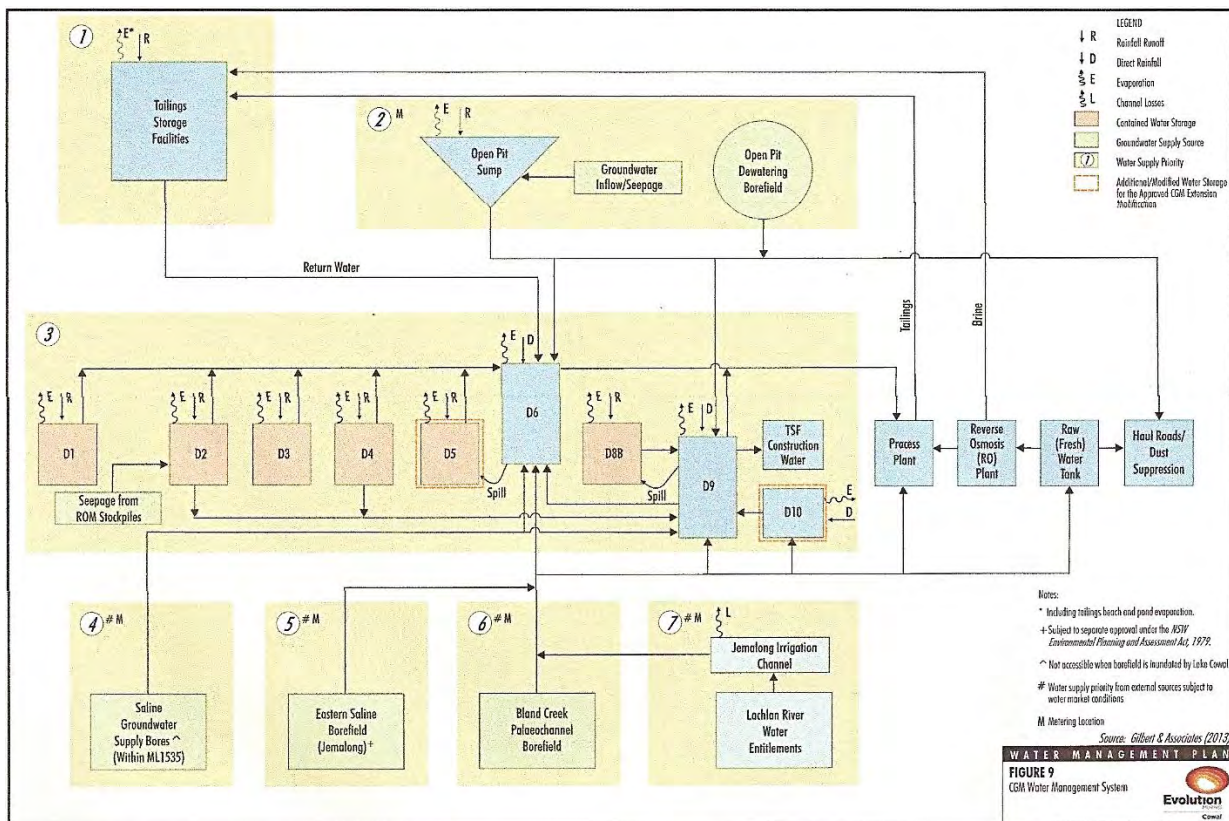 1
E* R
Tailings
Storage
Facilities
2 M
E R
Open Pit
Sump
Groundwater
Inflow/Seepage
Open Pit
Dewatering
Borefield
LEGEND
R Rainfall Runoff
D Direct Rainfall
E Evaporation
L Channel Losses
Contained Water Storage
Groundwater Supply Source
1 Water Supply Priority
Additional/Modified Water Storage
for the Approved CGM Extension
Modification
Return Water
Tailings
Brine
3
E D
D6
E R
D1
E R
D2
E R
D3
E R
D4
E R
D5
Spill
E R
D8B
Spill
E D
D9
TSF
Construction
Water
D10
E
D
Seepage from
ROM Stockpiles
Process
Plant
Reverse
Osmosis
(RO)
Plant
Raw
(Fresh)
Water
Tank
Haul Roads/
Dust
Suppression
4 # M
Saline
Groundwater
Supply Bores ^
(Within ML1535)
5 # M
Eastern Saline
Borefield
(Jemalong)+
6 # M
Bland Creek
Palaeochannel
Borefield
7 # M
L
Jemalong Irrigation
Channel
Lachlan River
Water
Entitlements
Notes:
* Including tailings beach and pond evaporation.
+ Subject to separate approval under the NSW
Environmental Planning and Assessment Act, 1979.
^ Not accessible when borefield is inundated by Lake Cowal
# Water supply priority from external sources subject to
water market conditions
M Metering Location
Source: Gilbert & Associates (2013)
WATER MANAGEMENT PLAN
FIGURE 9
CGM Water Management System
Evolution
MINING
Cowal